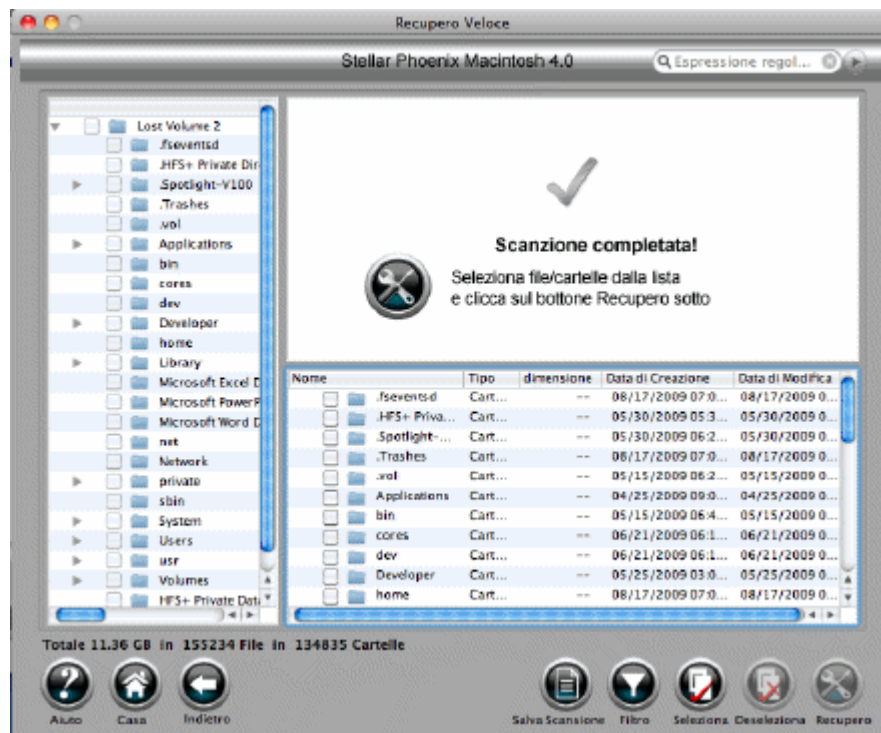 Recupero Veloce
Stellar Phoenix Macintosh 4.0
Espressione regol...
Lost Volume 2
.fseventsd
.HFS+ Private Dir
.Spotlight-V100
.Trashes
.vol
Applications
bin
cores
dev
Developer
home
Library
Microsoft Excel D
Microsoft PowerP
Microsoft Word D
net
Network
private
sbin
System
Users
usr
Volumes
HFS+ Private Data
Scanzione completata!
Seleziona file/cartelle dalla lista
e clicca sul bottone Recupero sotto
Nome Tipo dimensione Data di Creazione Data di Modifica
.fseventsd Cart... -- 08/17/2009 07:0... 08/17/2009 0...
.HFS+ Priva... Cart... -- 05/30/2009 05:3... 05/30/2009 0...
.Spotlight-... Cart... -- 05/30/2009 06:2... 05/30/2009 0...
.Trashes Cart... -- 08/17/2009 07:0... 08/17/2009 0...
.vol Cart... -- 05/15/2009 06:2... 05/15/2009 0...
Applications Cart... -- 04/25/2009 09:0... 04/25/2009 0...
bin Cart... -- 05/15/2009 06:4... 05/15/2009 0...
cores Cart... -- 06/21/2009 06:1... 06/21/2009 0...
dev Cart... -- 06/21/2009 06:1... 06/21/2009 0...
Developer Cart... -- 05/25/2009 03:0... 05/25/2009 0...
home Cart... -- 08/17/2009 07:0... 08/17/2009 0...
Totale 11.36 GB in 155234 File in 134835 Cartelle
Aiuto Casa Indietro Salva Scansione Filtro Seleziona Deseleziona Recupero